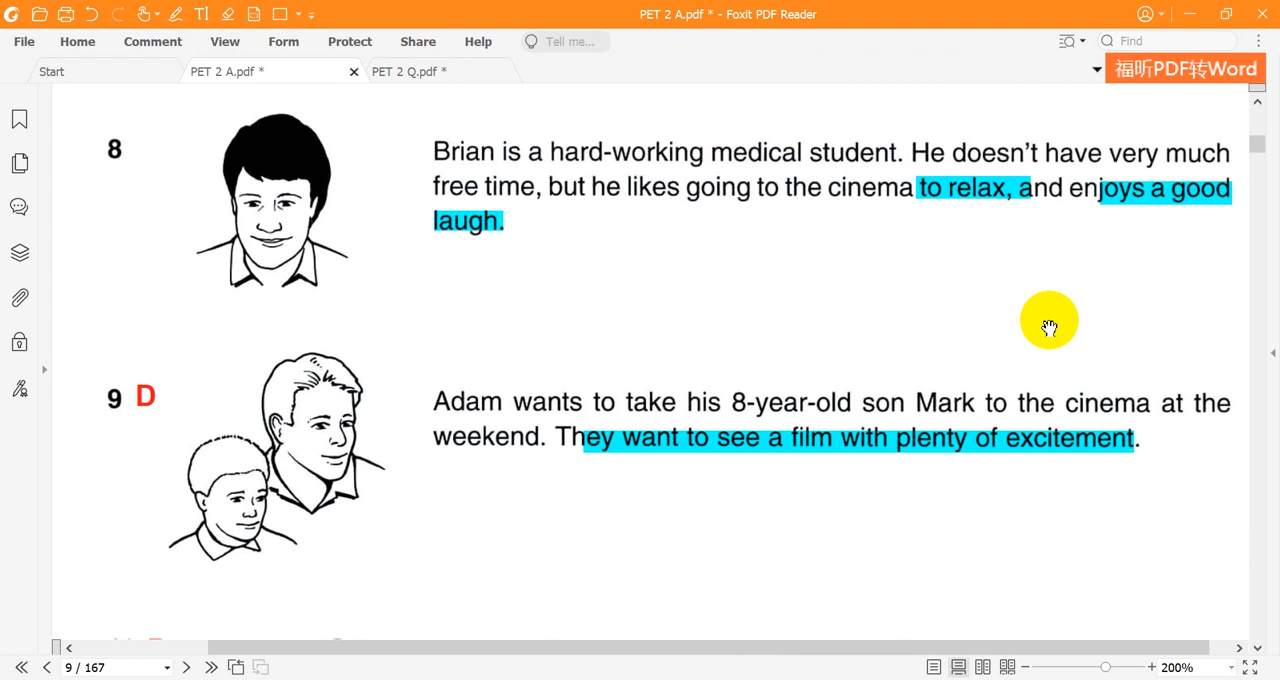 PET 2 A.pdf * - Foxit PDF Reader
File Home Comment View Form Protect Share Help Tell me... Find
Start PET 2 A.pdf * PET 2 Q.pdf * 福昕PDF转Word
8
Brian is a hard-working medical student. He doesn't have very much
free time, but he likes going to the cinema to relax, and enjoys a good
laugh.
9 D
Adam wants to take his 8-year-old son Mark to the cinema at the
weekend. They want to see a film with plenty of excitement.
9 / 167 200%